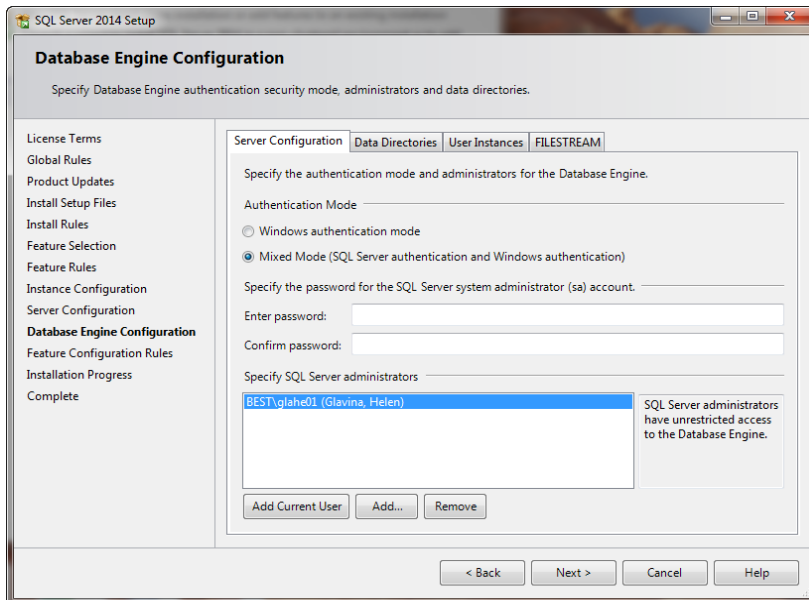 SQL Server 2014 Setup
Database Engine Configuration
Specify Database Engine authentication security mode, administrators and data directories.
License Terms
Global Rules
Product Updates
Install Setup Files
Install Rules
Feature Selection
Feature Rules
Instance Configuration
Server Configuration
Database Engine Configuration
Feature Configuration Rules
Installation Progress
Complete
Server Configuration Data Directories User Instances FILESTREAM
Specify the authentication mode and administrators for the Database Engine.
Authentication Mode
Windows authentication mode
Mixed Mode (SQL Server authentication and Windows authentication)
Specify the password for the SQL Server system administrator (sa) account.
Enter password:
Confirm password:
Specify SQL Server administrators
BEST\glahe01 (Glavina, Helen)
SQL Server administrators
have unrestricted access
to the Database Engine.
Add Current User Add... Remove
< Back Next > Cancel Help